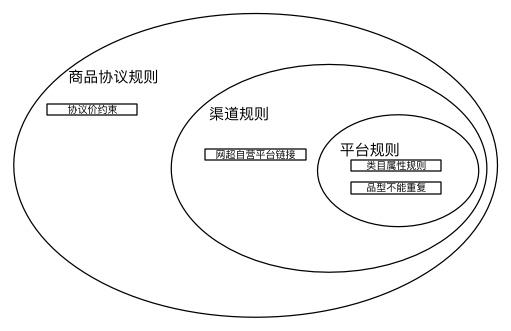 商品协议规则
协议价约束
渠道规则
网超自营平台链接
平台规则
类目属性规则
品型不能重复